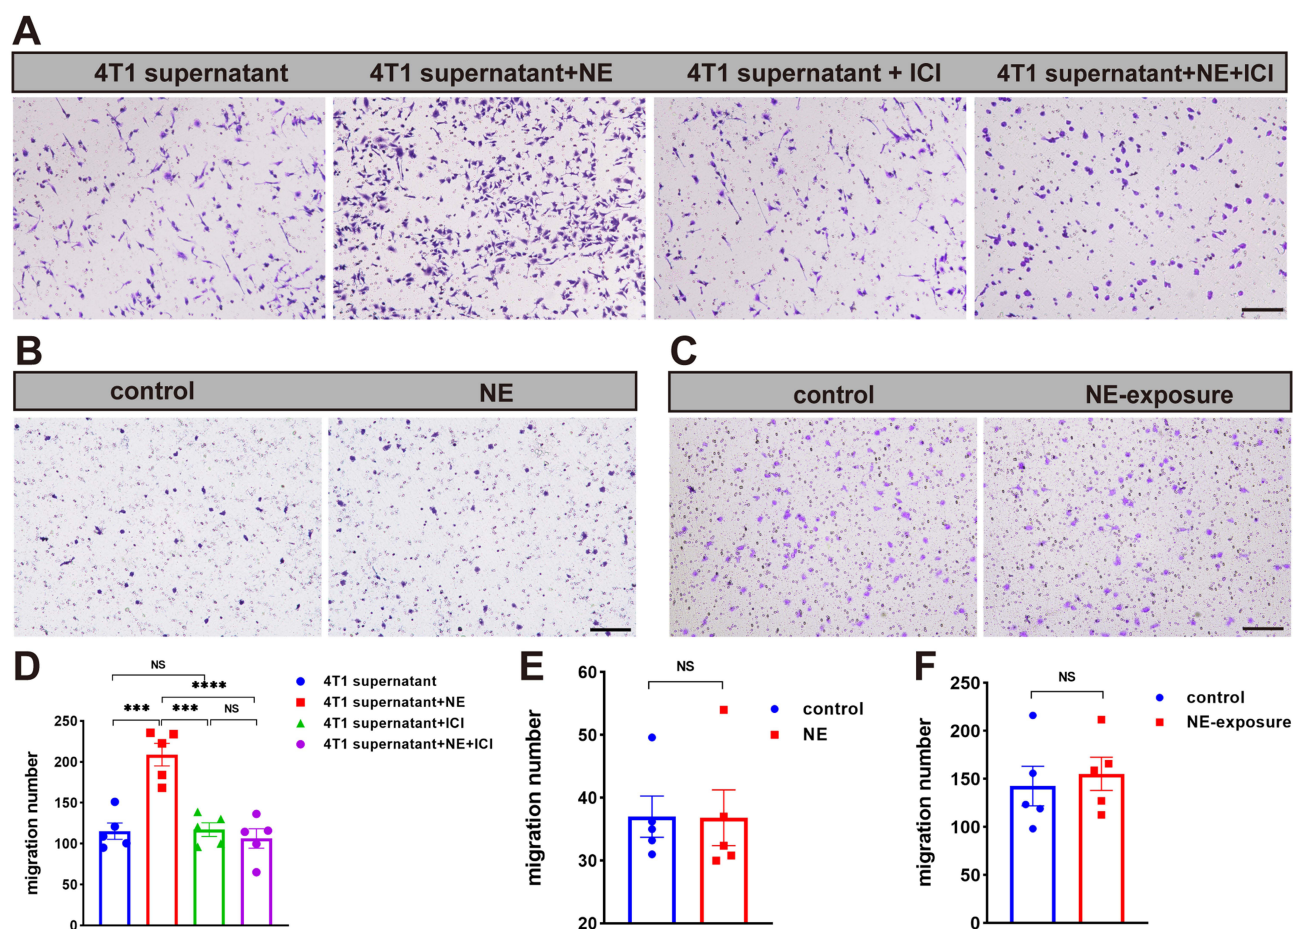 A
4T1 supernatant
4T1 supernatant+NE
4T1 supernatant + ICI
4T1 supernatant+NE+ICI
B
control
NE
C
control
NE-exposure
D
NS
****
***
***
NS
4T1 supernatant
4T1 supernatant+NE
4T1 supernatant+ICI
4T1 supernatant+NE+ICI
migration number
250
200
150
100
50
0
E
NS
control
NE
migration number
60
50
40
30
20
F
NS
control
NE-exposure
migration number
250
200
150
100
50
0